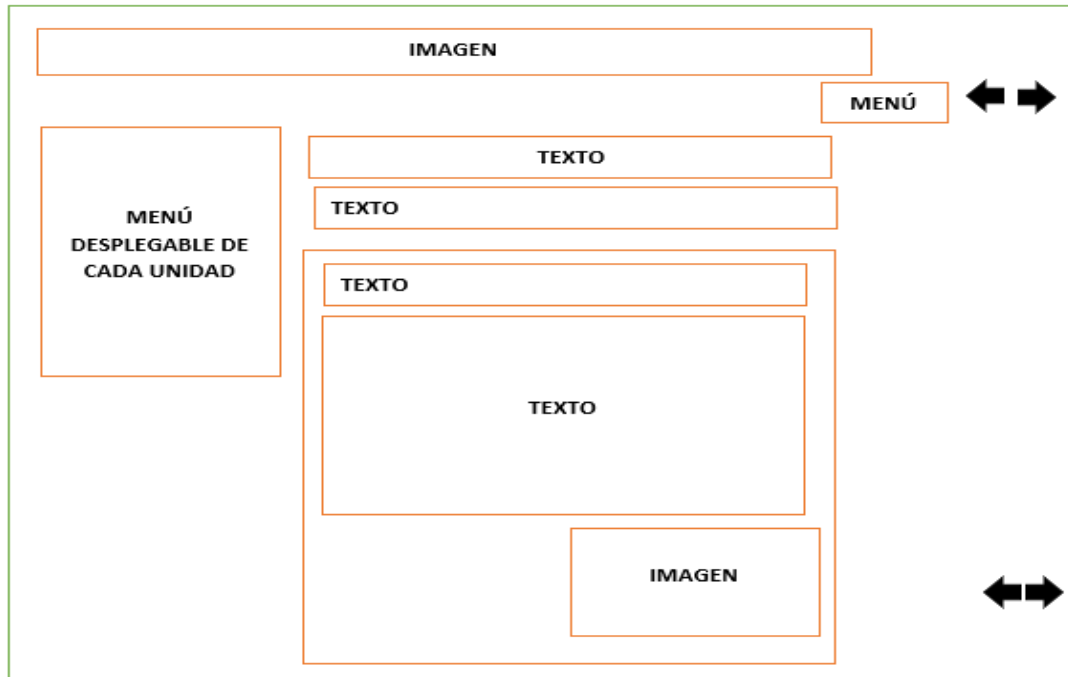 IMAGEN
MENÚ
TEXTO
TEXTO
MENÚ
DESPLEGABLE DE
CADA UNIDAD
TEXTO
TEXTO
IMAGEN